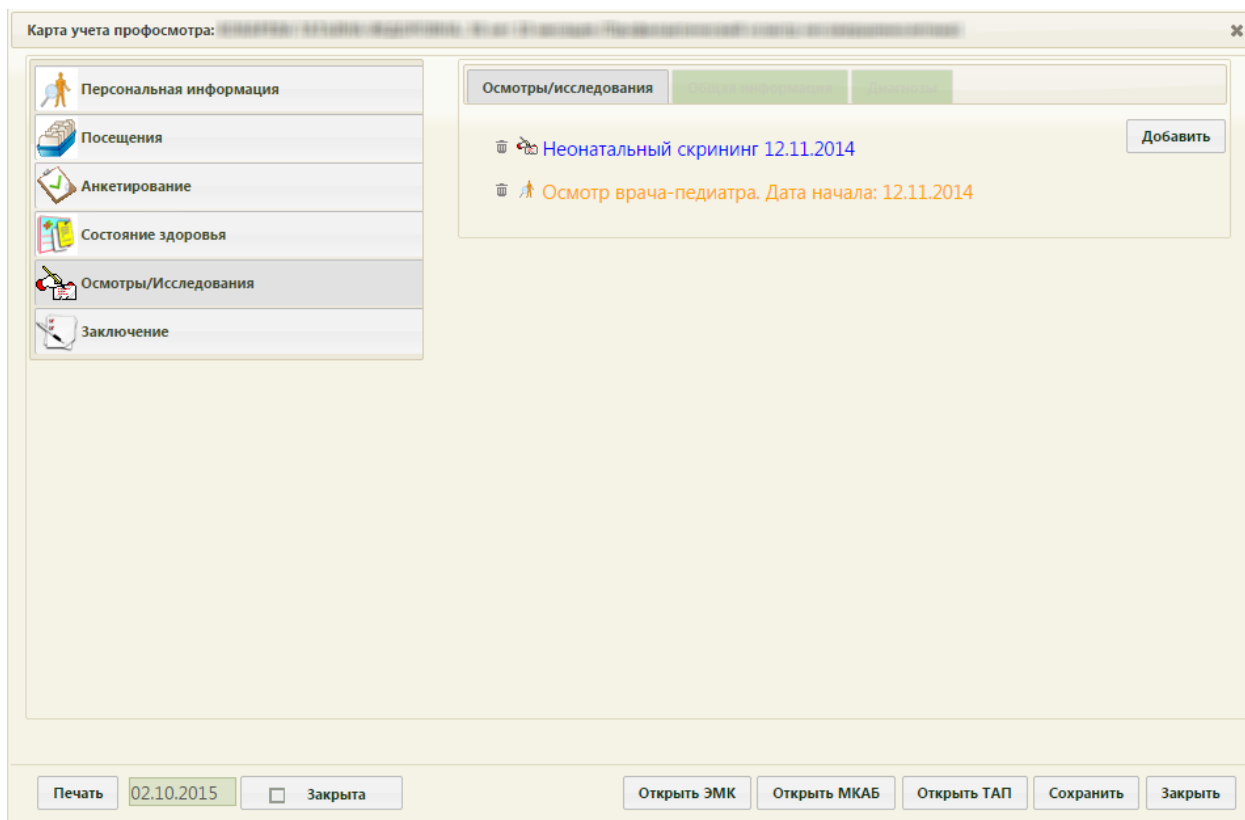 Карта учета профосмотра:
Персональная информация
Посещения
Анкетирование
Состояние здоровья
Осмотры/Исследования
Заключение
Осмотры/исследования
Добавить
Неонатальный скрининг 12.11.2014
Осмотр врача-педиатра. Дата начала: 12.11.2014
Печать 02.10.2015 Закрыта Открыть ЭМК Открыть МКАБ Открыть ТАП Сохранить Закрыть